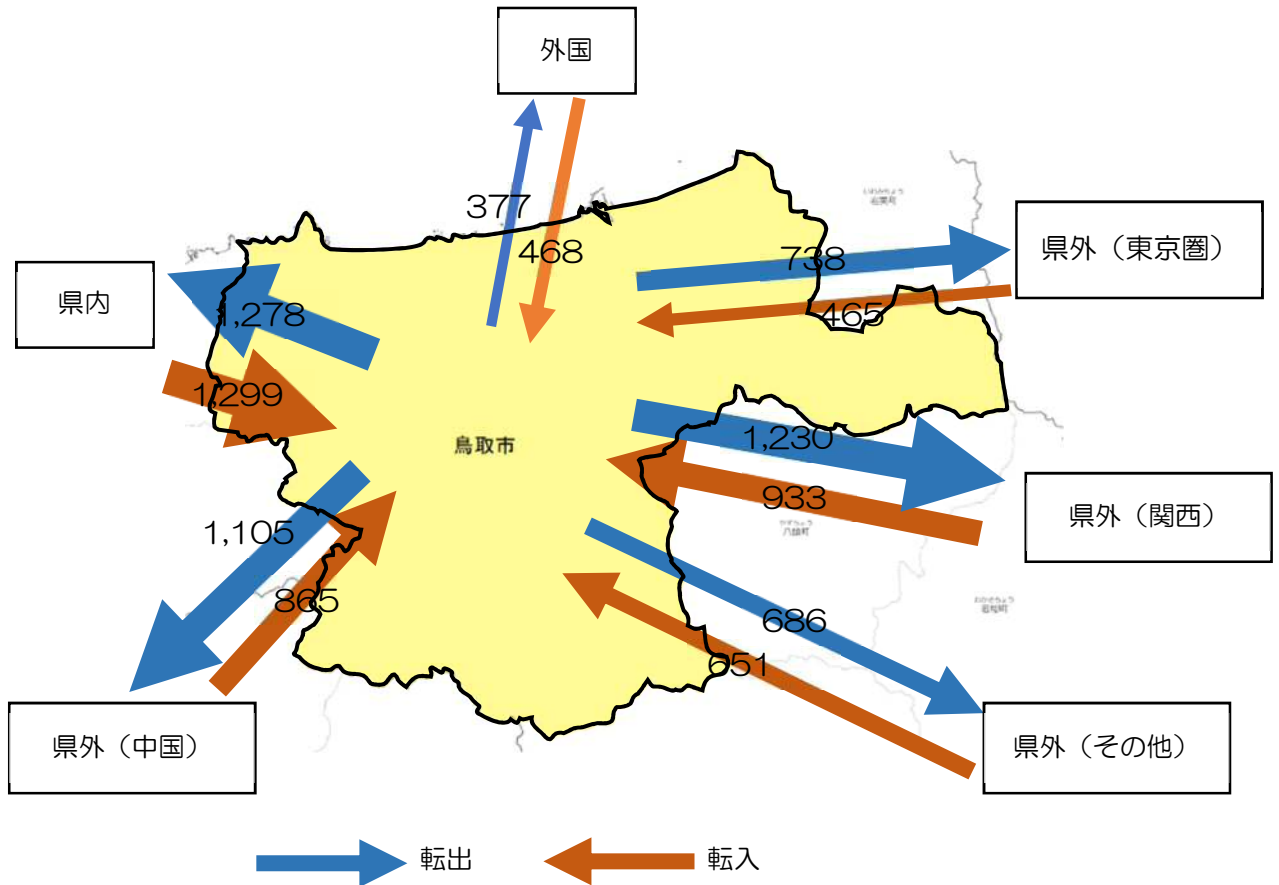 外国
377
468
738
県外（東京圏）
465
県内
1,278
1,299
鳥取市
1,230
933
県外（関西）
1,105
865
686
651
県外（中国）
県外（その他）
転出
転入